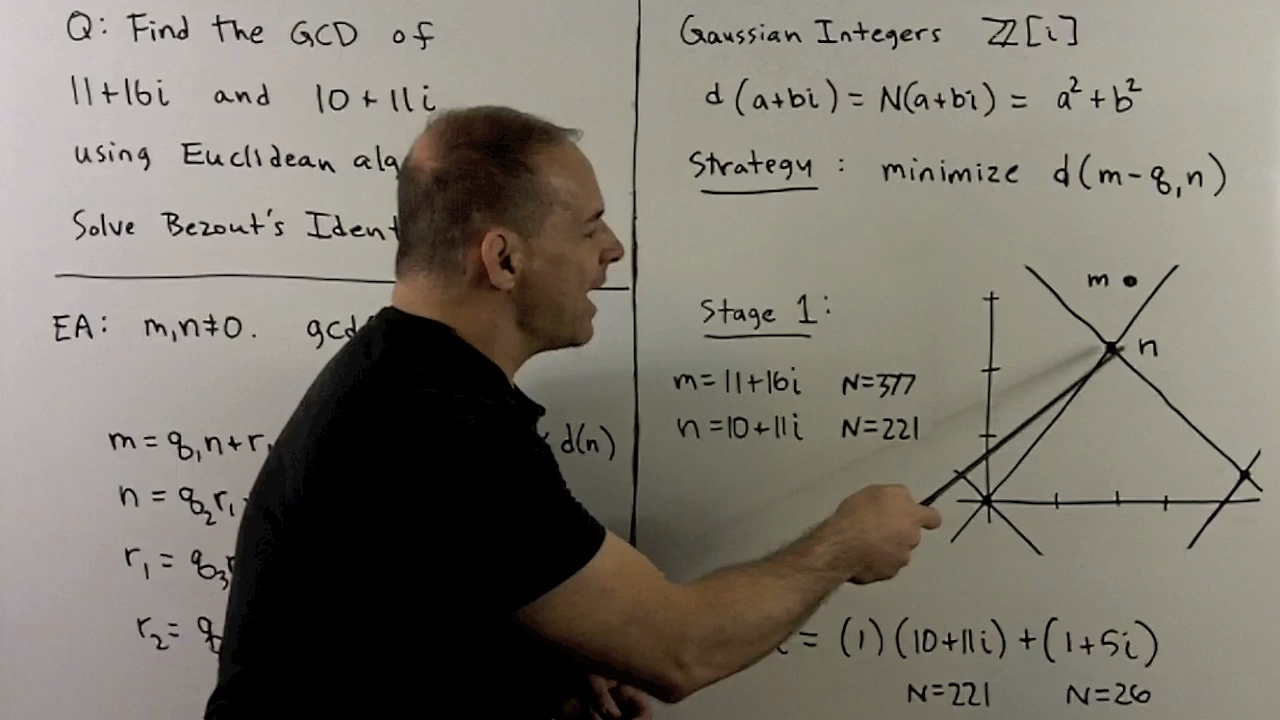 Q: Find the GCD of
11+16i and 10+11i
using Euclidean alg
Solve Bezout's Ident
EA: m,n≠0. gcd
m = q₁n + r₁ d(n)
n = q₂r₁
r₁ = q₃r
r₂ = q
Gaussian Integers ℤ[i]
d(a+bi) = N(a+bi) = a²+b²
Strategy: minimize d(m-q₁n)
Stage 1:
m = 11+16i N=377
n = 10+11i N=221
m
n
i = (1)(10+11i) + (1+5i)
N=221 N=26